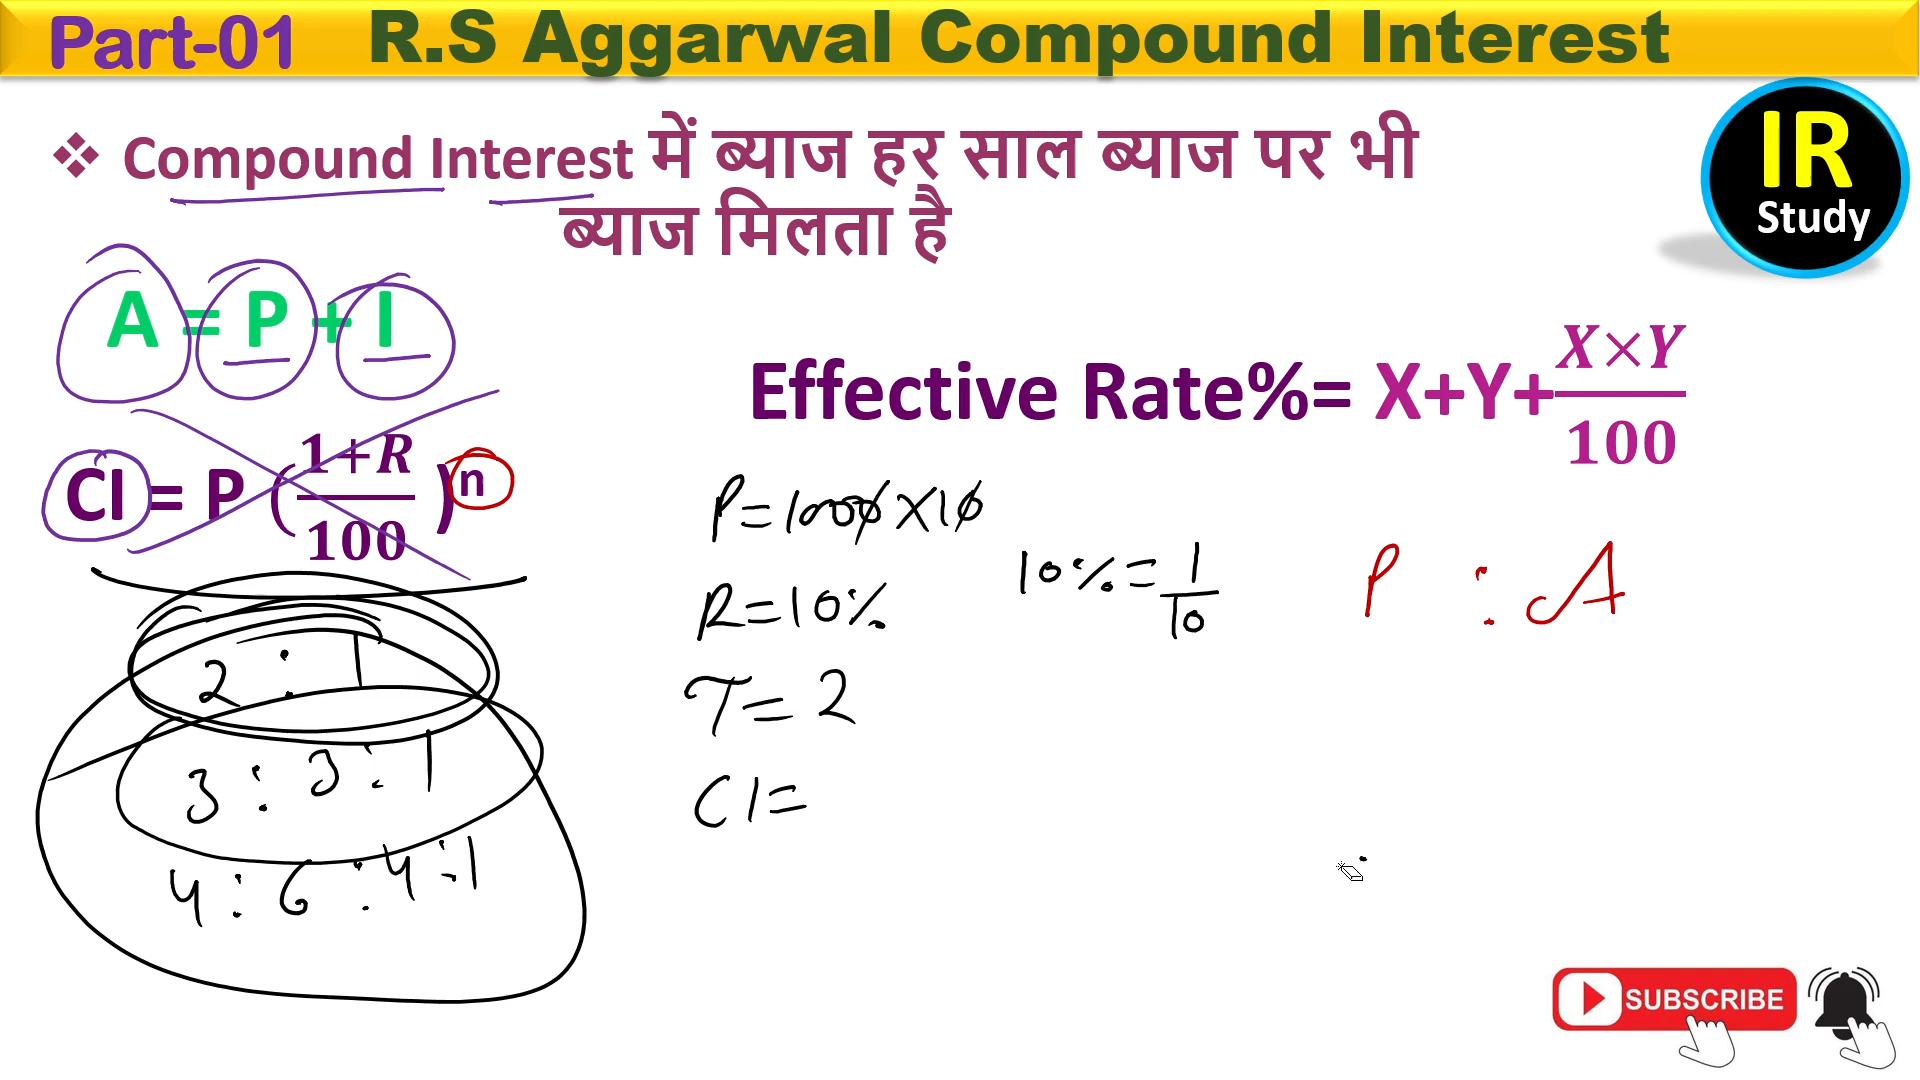 Part-01 R.S Aggarwal Compound Interest
IR
Study
❖ Compound Interest में ब्याज हर साल ब्याज पर भी
ब्याज मिलता है
A = P + I
Effective Rate%= X+Y+X×Y/100
CI = P (1+R/100)^n
P=1000×10
R=10%
10%=1/10
P : A
T=2
CI=
2 : 1
3 : 3 : 1
4 : 6 : 4 : 1
SUBSCRIBE